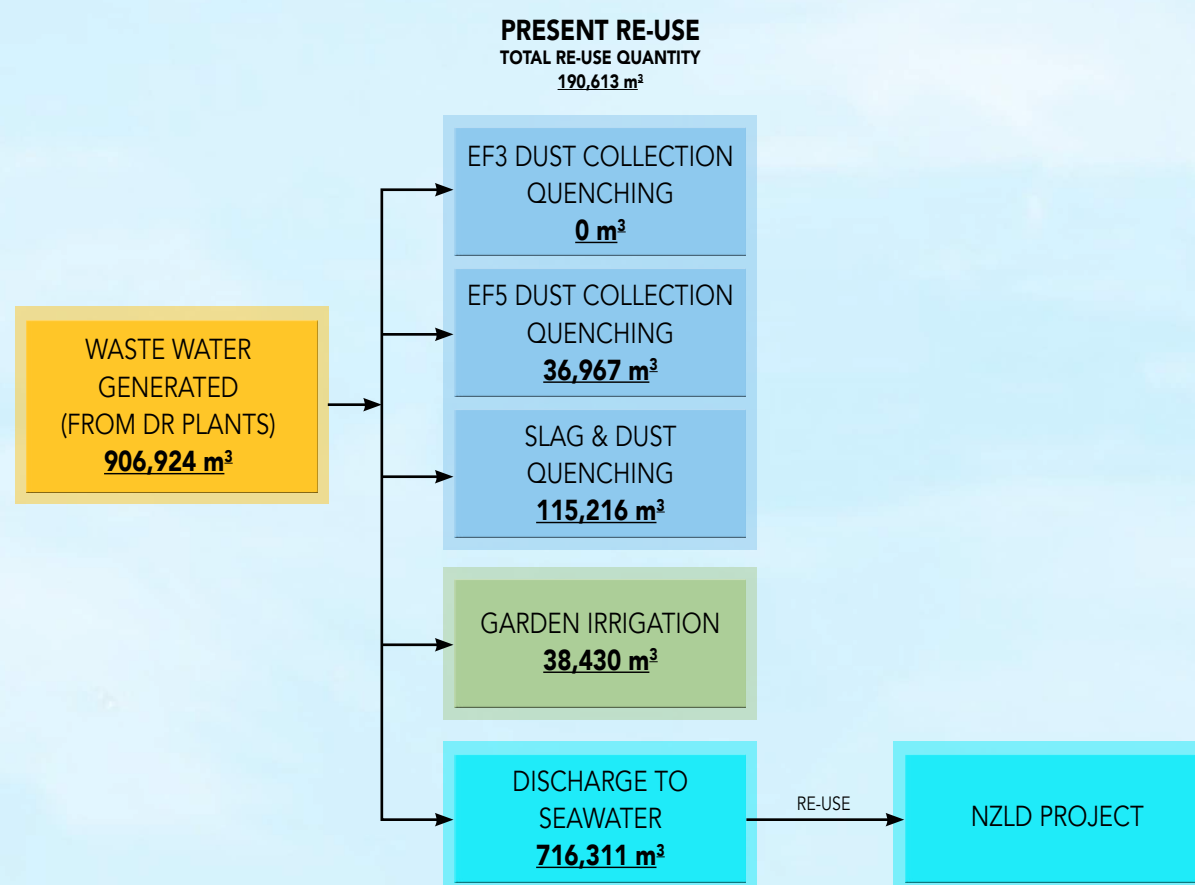 PRESENT RE-USE
TOTAL RE-USE QUANTITY
190,613 m³
EF3 DUST COLLECTION
QUENCHING
0 m³
EF5 DUST COLLECTION
QUENCHING
36,967 m³
WASTE WATER
GENERATED
(FROM DR PLANTS)
906,924 m³
SLAG & DUST
QUENCHING
115,216 m³
GARDEN IRRIGATION
38,430 m³
DISCHARGE TO
SEAWATER
716,311 m³
RE-USE
NZLD PROJECT